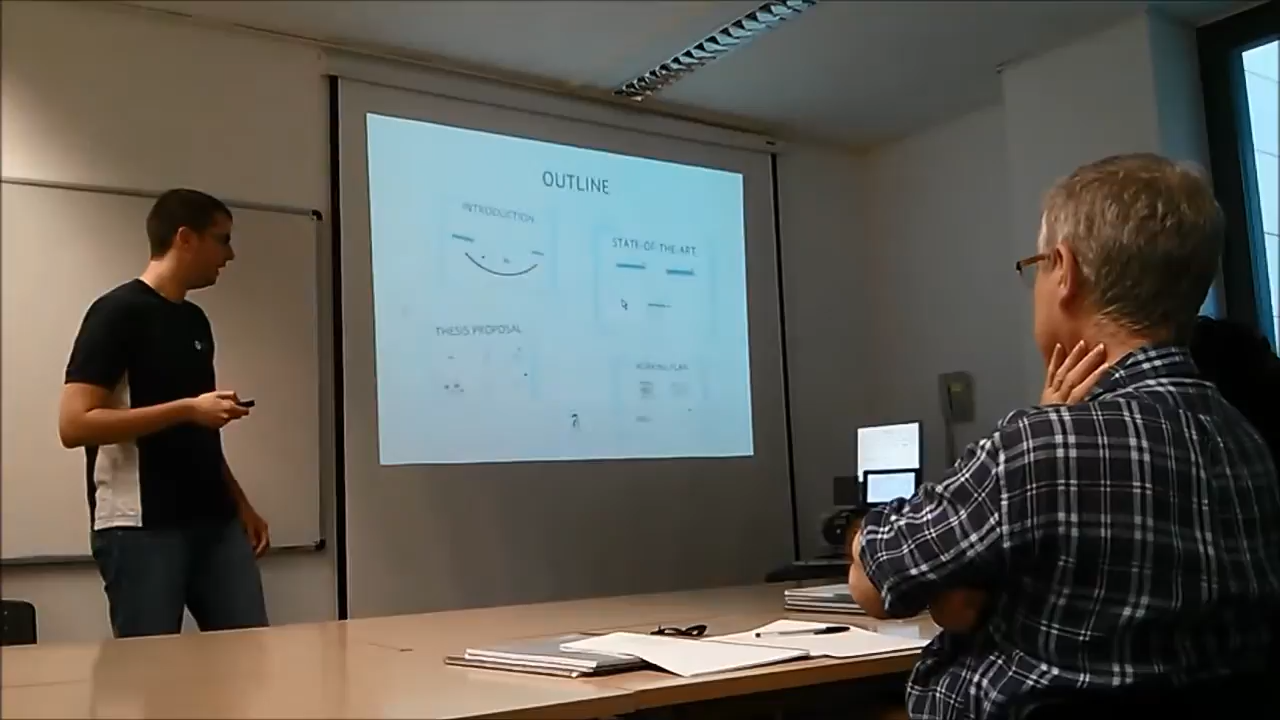 OUTLINE
INTRODUCTION
STATE-OF-THE-ART
THESIS PROPOSAL
WORKING PLAN